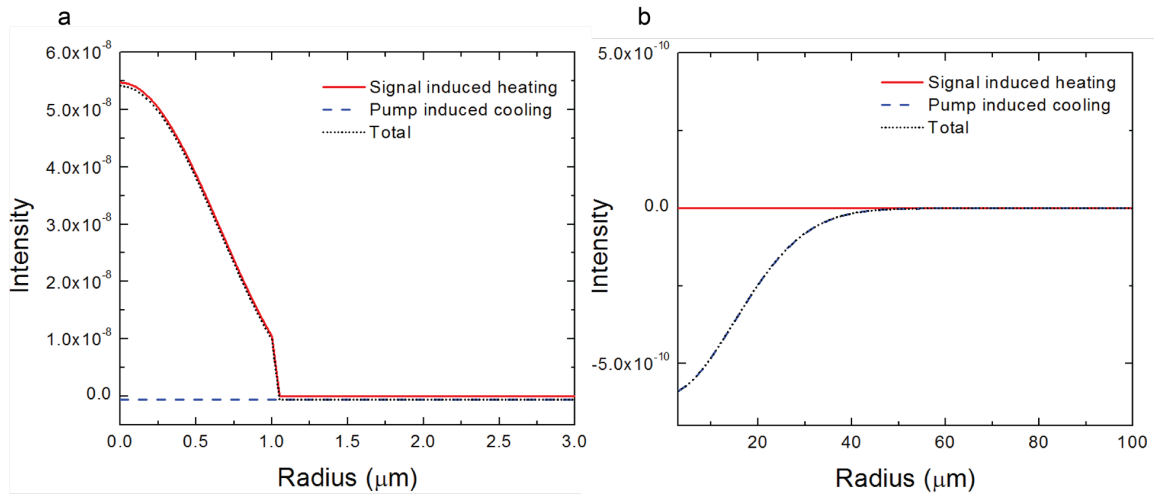 a
6.0x10⁻⁸
5.0x10⁻⁸
4.0x10⁻⁸
3.0x10⁻⁸
2.0x10⁻⁸
1.0x10⁻⁸
0.0
Intensity
Signal induced heating
Pump induced cooling
Total
0.0 0.5 1.0 1.5 2.0 2.5 3.0
Radius (μm)
b
5.0x10⁻¹⁰
0.0
-5.0x10⁻¹⁰
Intensity
Signal induced heating
Pump induced cooling
Total
20 40 60 80 100
Radius (μm)